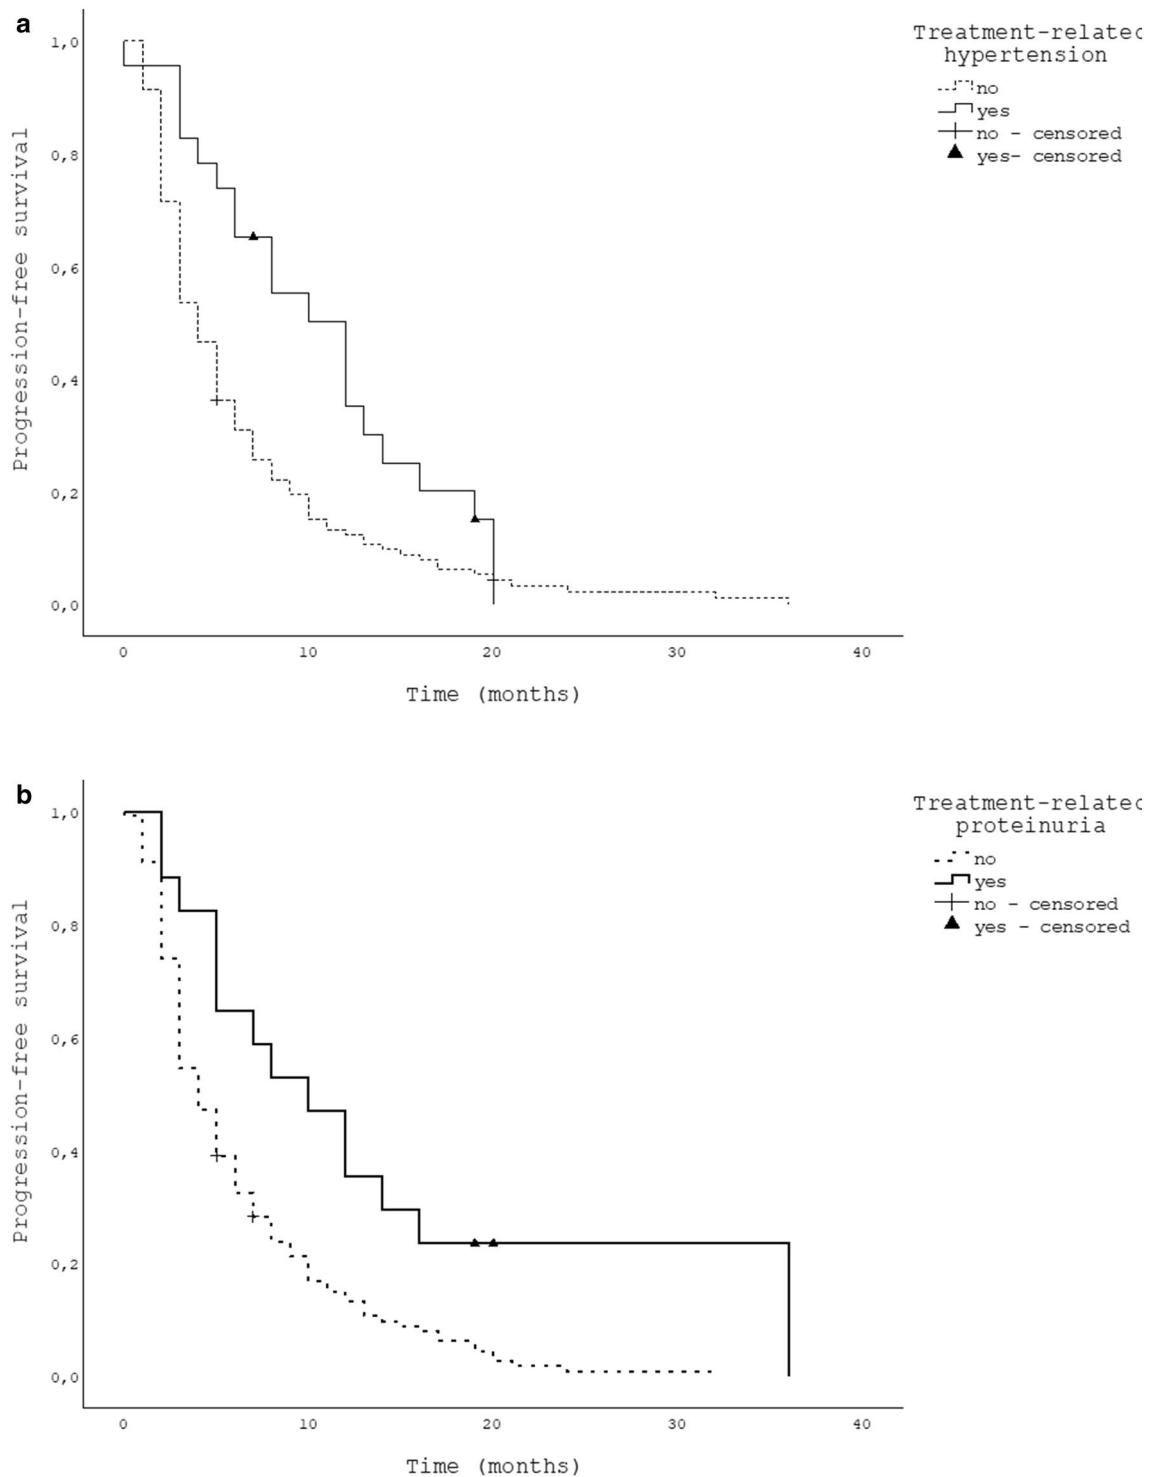 a
Treatment-relatec
hypertension
no
yes
no - censored
yes- censored
Progression-free survival
1,0
0,8
0,6
0,4
0,2
0,0
0 10 20 30 40
Time (months)
b
Treatment-relatec
proteinuria
no
yes
no - censored
yes - censored
Progression-free survival
1,0
0,8
0,6
0,4
0,2
0,0
0 10 20 30 40
Time (months)